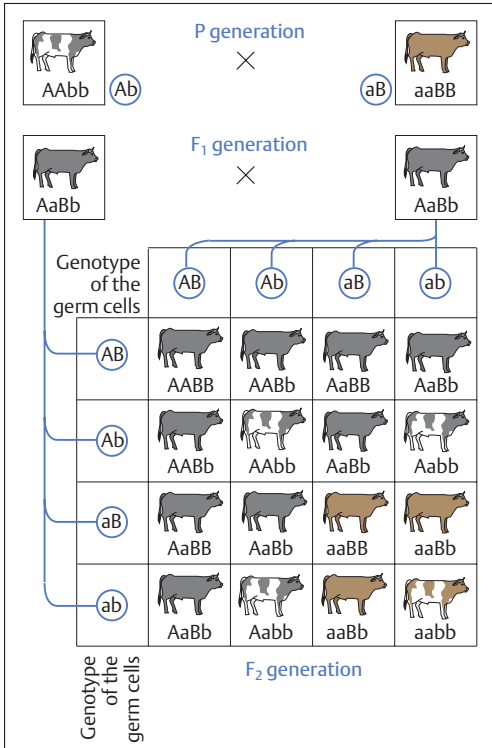 P generation
×
AAbb Ab aB aaBB
F₁ generation
×
AaBb AaBb
Genotype
of the
germ cells
AB Ab aB ab
AB
AABB AABb AaBB AaBb
Ab
AABb AAbb AaBb Aabb
aB
AaBB AaBb aaBB aaBb
ab
AaBb Aabb aaBb aabb
Genotype
of the
germ cells
F₂ generation